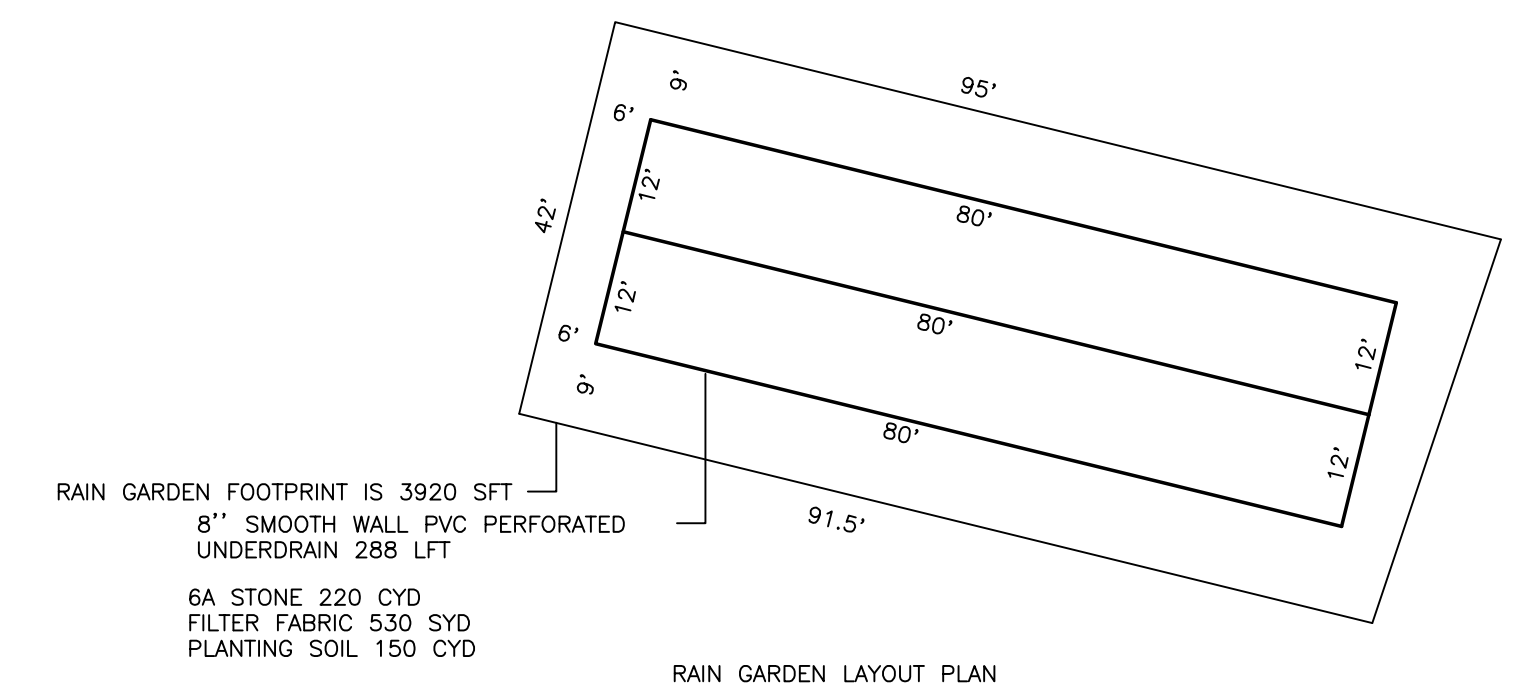 95'
9'
6'
12'
80'
42'
12'
80'
6'
12'
9'
80'
12'
RAIN GARDEN FOOTPRINT IS 3920 SFT
91.5'
8'' SMOOTH WALL PVC PERFORATED
UNDERDRAIN 288 LFT
6A STONE 220 CYD
FILTER FABRIC 530 SYD
PLANTING SOIL 150 CYD
RAIN GARDEN LAYOUT PLAN